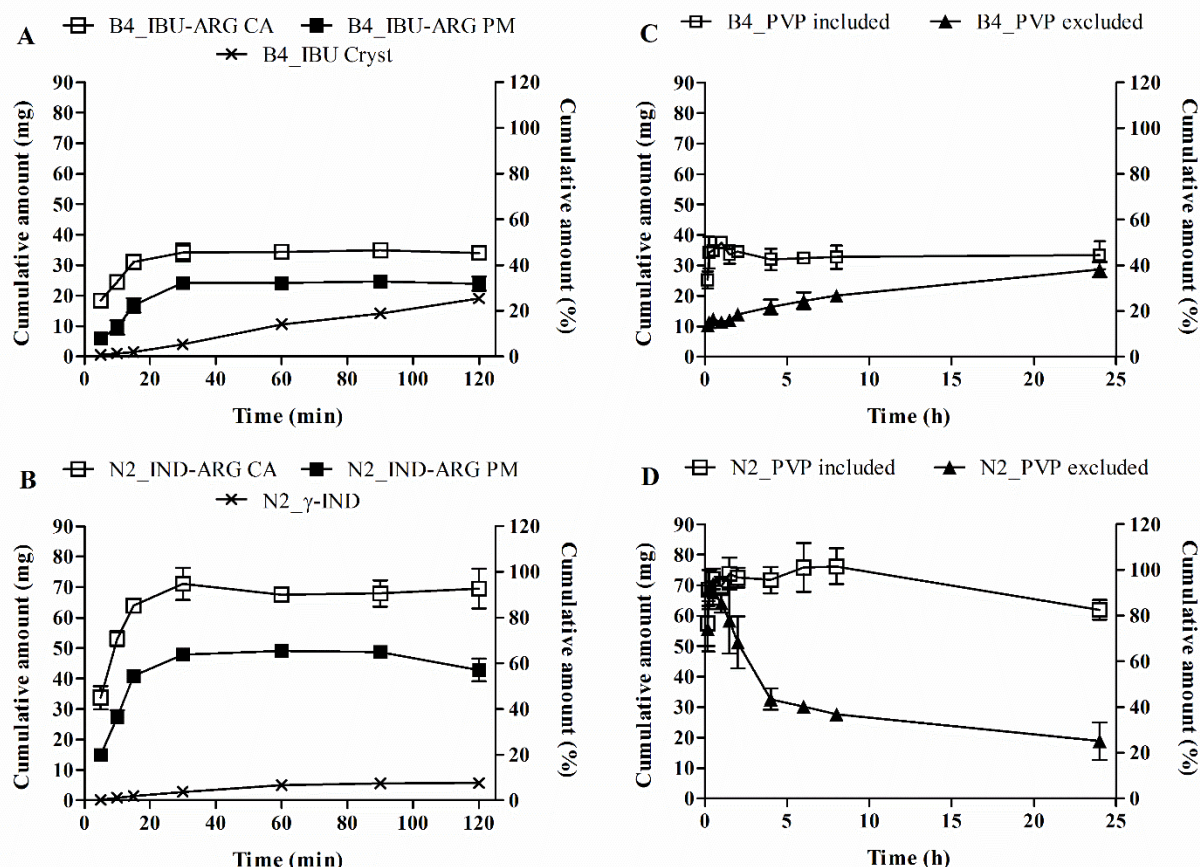 A
B4_IBU-ARG CA
B4_IBU-ARG PM
B4_IBU Cryst
Cumulative amount (mg)
90
80
70
60
50
40
30
20
10
0
120
100
80
60
40
20
0
Cumulative amount (%)
0 20 40 60 80 100 120
Time (min)
C
B4_PVP included
B4_PVP excluded
Cumulative amount (mg)
90
80
70
60
50
40
30
20
10
0
120
100
80
60
40
20
0
Cumulative amount (%)
0 5 10 15 20 25
Time (h)
B
N2_IND-ARG CA
N2_IND-ARG PM
N2_γ-IND
Cumulative amount (mg)
90
80
70
60
50
40
30
20
10
0
120
100
80
60
40
20
0
Cumulative amount (%)
0 20 40 60 80 100 120
Time (min)
D
N2_PVP included
N2_PVP excluded
Cumulative amount (mg)
90
80
70
60
50
40
30
20
10
0
120
100
80
60
40
20
0
Cumulative amount (%)
0 5 10 15 20 25
Time (h)